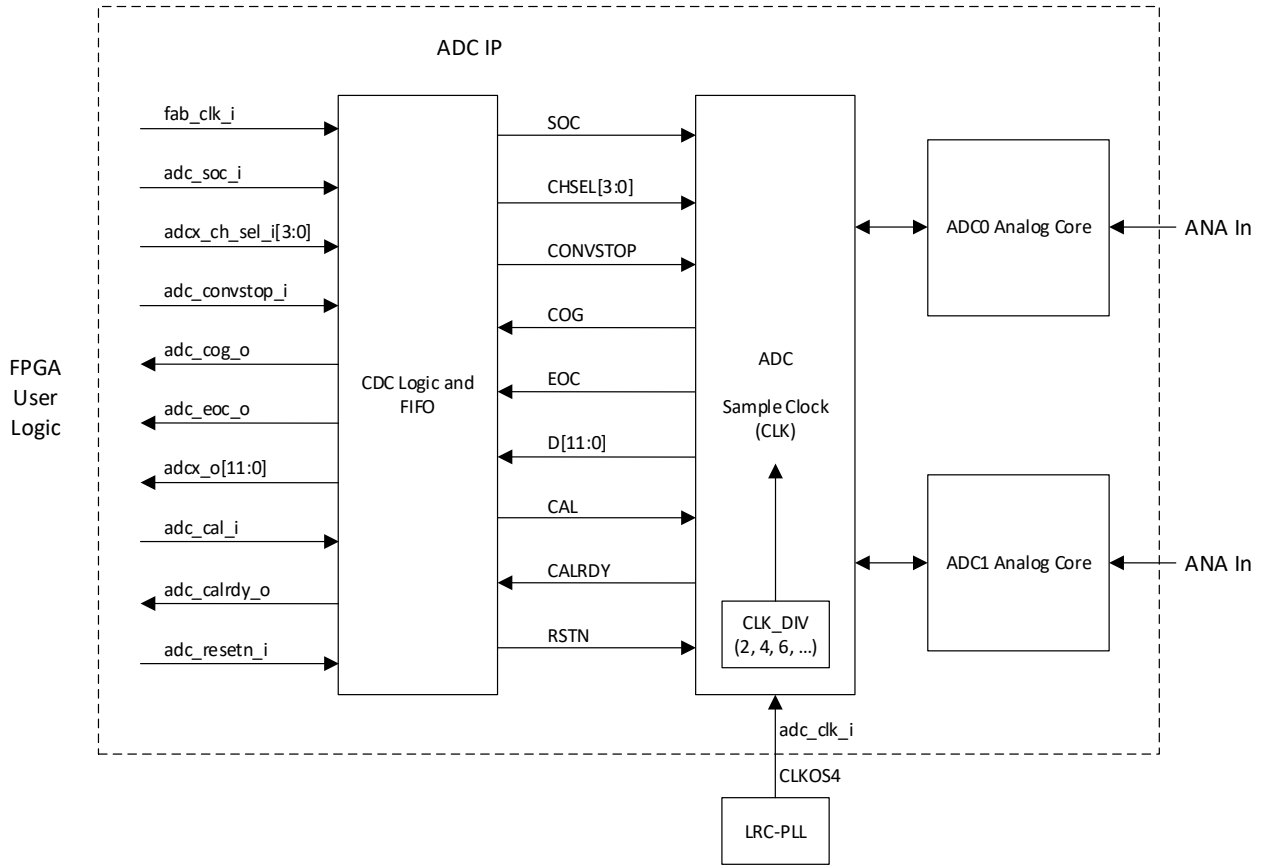 ADC IP
fab_clk_i
adc_soc_i
adcx_ch_sel_i[3:0]
adc_convstop_i
adc_cog_o
adc_eoc_o
adcx_o[11:0]
adc_cal_i
adc_calrdy_o
adc_resetn_i
FPGA
User
Logic
CDC Logic and
FIFO
SOC
CHSEL[3:0]
CONVSTOP
COG
EOC
D[11:0]
CAL
CALRDY
RSTN
ADC
Sample Clock
(CLK)
CLK_DIV
(2, 4, 6, ...)
ADC0 Analog Core
ANA In
ADC1 Analog Core
ANA In
adc_clk_i
CLKOS4
LRC-PLL